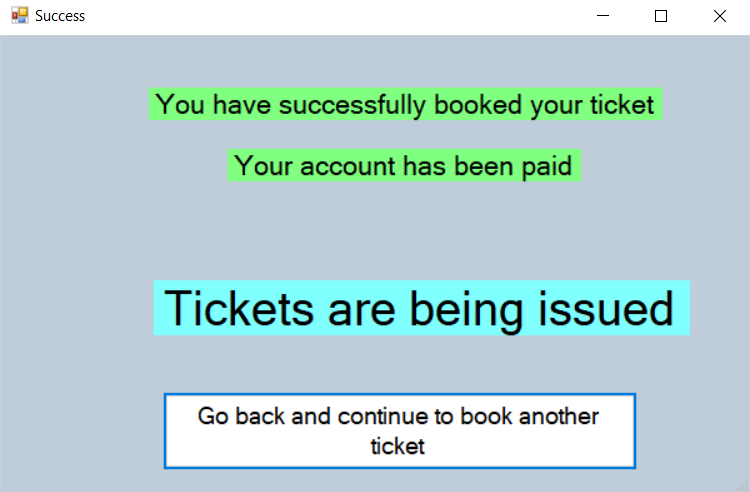 Success
You have successfully booked your ticket
Your account has been paid
Tickets are being issued
Go back and continue to book another
ticket